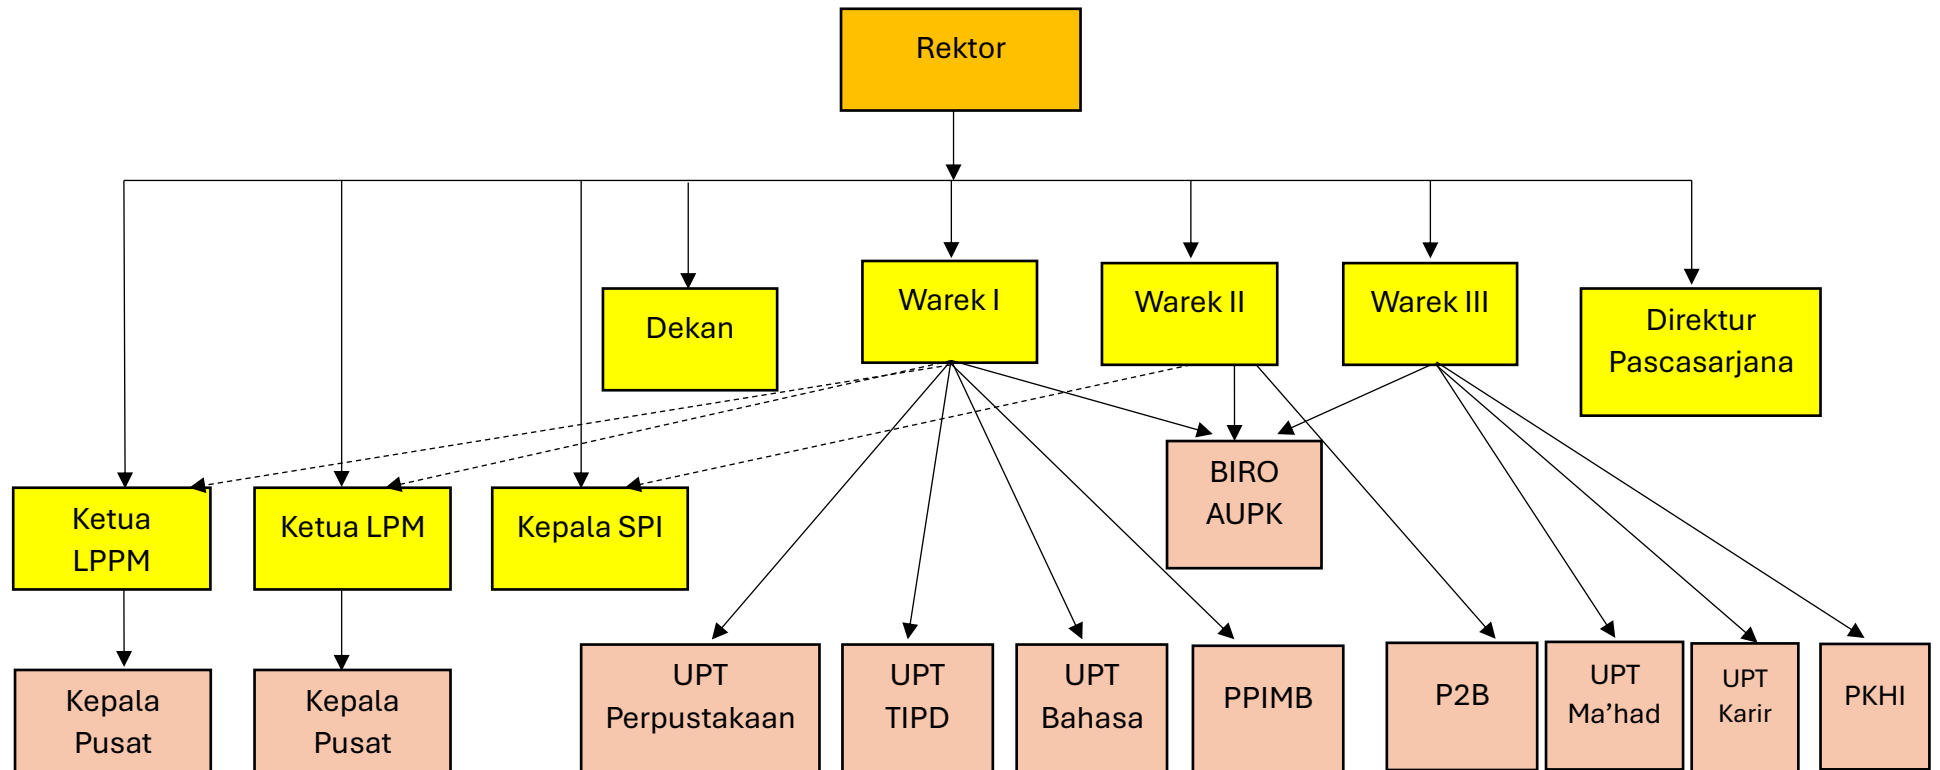 Rektor
Dekan
Warek I
Warek II
Warek III
Direktur
Pascasarjana
Ketua
LPPM
Ketua LPM
Kepala SPI
BIRO
AUPK
Kepala
Pusat
Kepala
Pusat
UPT
Perpustakaan
UPT
TIPD
UPT
Bahasa
PPIMB
P2B
UPT
Ma’had
UPT
Karir
PKHI